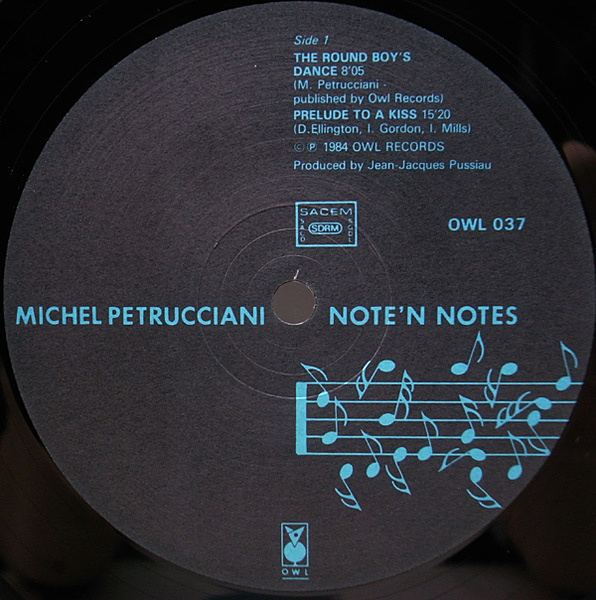 Side 1
THE ROUND BOY'S
DANCE 8'05
(M. Petrucciani -
published by Owl Records)
PRELUDE TO A KISS 15'20
(D.Ellington, I. Gordon, I. Mills)
© ℗ 1984 OWL RECORDS
Produced by Jean-Jacques Pussiau
SACEM
SACD SDRM SGDL
OWL 037
MICHEL PETRUCCIANI NOTE'N NOTES
OWL